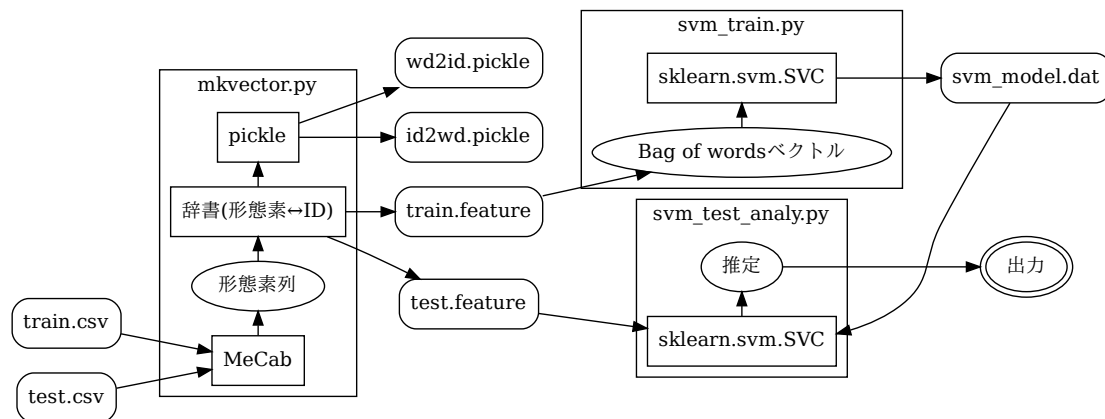 svm_train.py
wd2id.pickle
sklearn.svm.SVC
svm_model.dat
mkvector.py
pickle
id2wd.pickle
Bag of wordsベクトル
辞書(形態素↔ID)
train.feature
svm_test_analy.py
推定
出力
形態素列
test.feature
train.csv
sklearn.svm.SVC
MeCab
test.csv